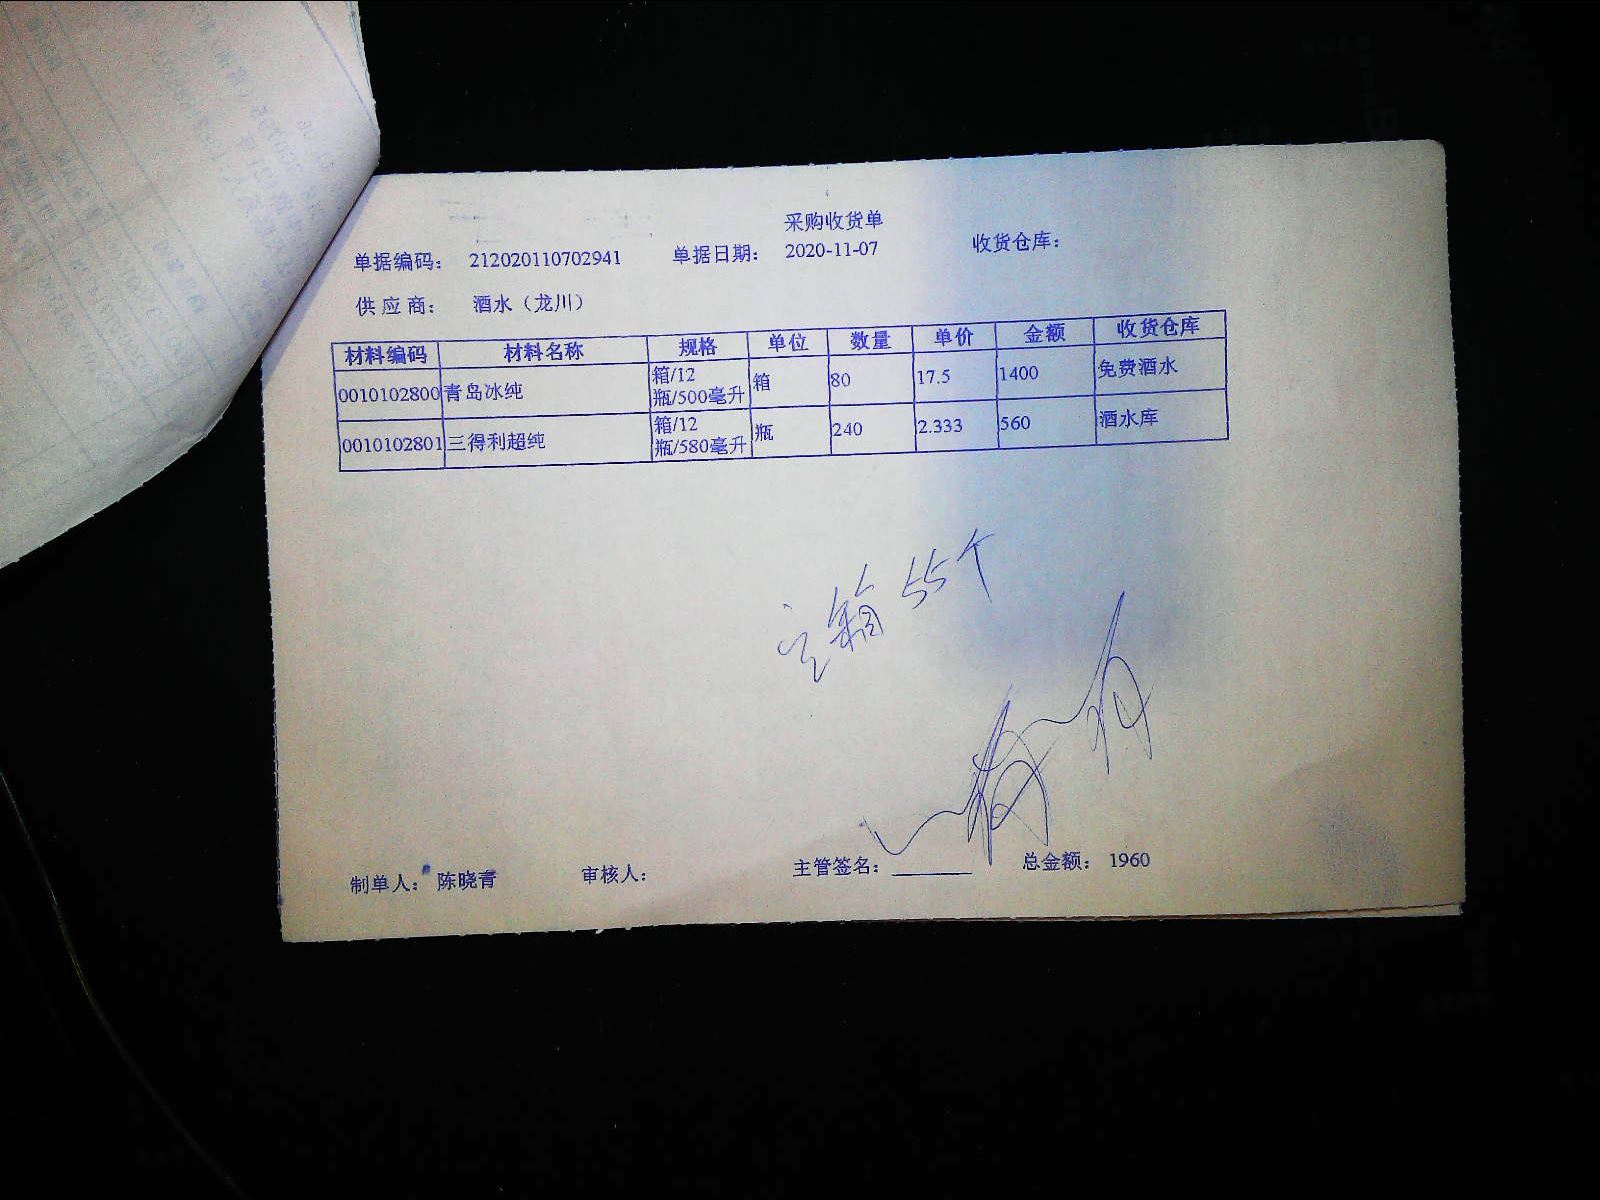 采购收货单
单据编码： 212020110702941 单据日期： 2020-11-07 收货仓库：
供 应 商： 酒水（龙川）
材料编码 材料名称 规格 单位 数量 单价 金额 收货仓库
0010102800 青岛冰纯 箱/12瓶/500毫升 箱 80 17.5 1400 免费酒水
0010102801 三得利超纯 箱/12瓶/580毫升 瓶 240 2.333 560 酒水库
空箱 55个
制单人： 陈晓青 审核人： 主管签名： 总金额： 1960